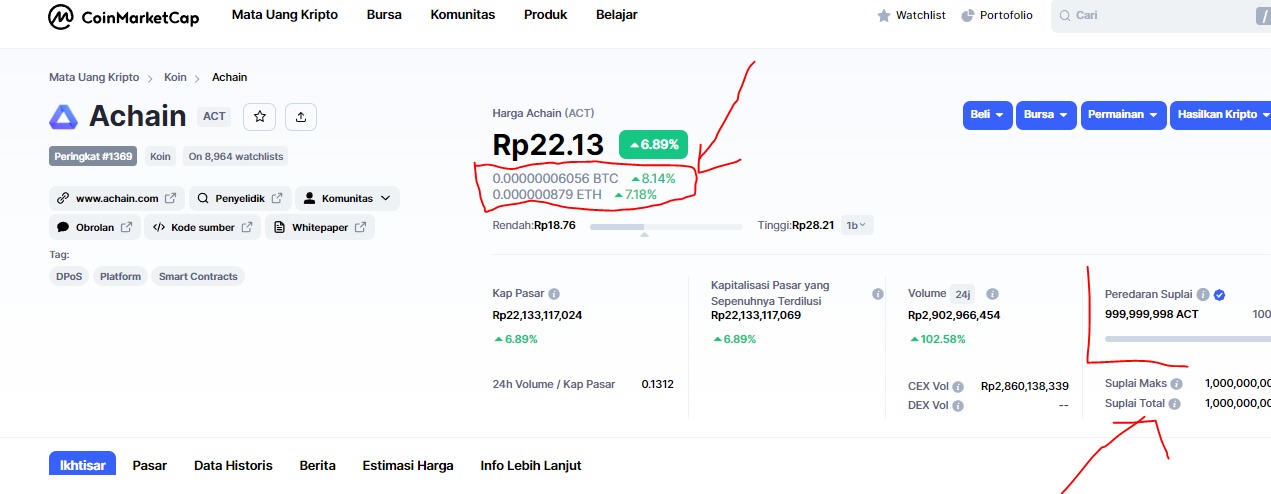 CoinMarketCap Mata Uang Kripto Bursa Komunitas Produk Belajar Watchlist Portofolio Cari /
Mata Uang Kripto > Koin > Achain
Achain ACT
Peringkat #1369 Koin On 8,964 watchlists
www.achain.com Penyelidik Komunitas
Obrolan Kode sumber Whitepaper
Tag:
DPoS Platform Smart Contracts
Harga Achain (ACT)
Rp22.13 6.89%
0.00000006056 BTC 8.14%
0.000000879 ETH 7.18%
Rendah:Rp18.76 Tinggi:Rp28.21 1b
Beli Bursa Permainan Hasilkan Kripto
Kap Pasar
Rp22,133,117,024
6.89%
24h Volume / Kap Pasar 0.1312
Kapitalisasi Pasar yang
Sepenuhnya Terdilusi
Rp22,133,117,069
6.89%
Volume 24j
Rp2,902,966,454
102.58%
CEX Vol Rp2,860,138,339
DEX Vol --
Peredaran Suplai
999,999,998 ACT 100
Suplai Maks 1,000,000,00
Suplai Total 1,000,000,00
Ikhtisar Pasar Data Historis Berita Estimasi Harga Info Lebih Lanjut